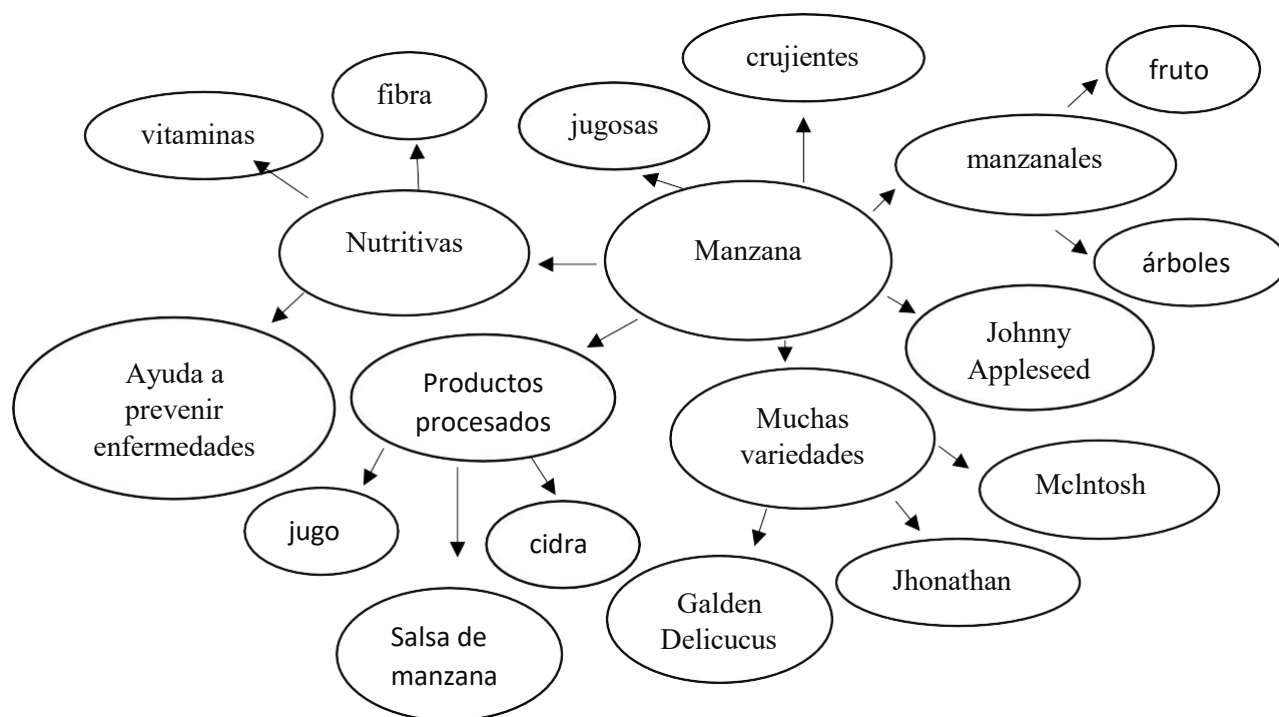 crujientes
fruto
fibra
vitaminas
jugosas
manzanales
Nutritivas
Manzana
árboles
Johnny
Appleseed
Ayuda a
prevenir
enfermedades
Productos
procesados
Muchas
variedades
Mclntosh
jugo
cidra
Jhonathan
Galden
Delicucus
Salsa de
manzana